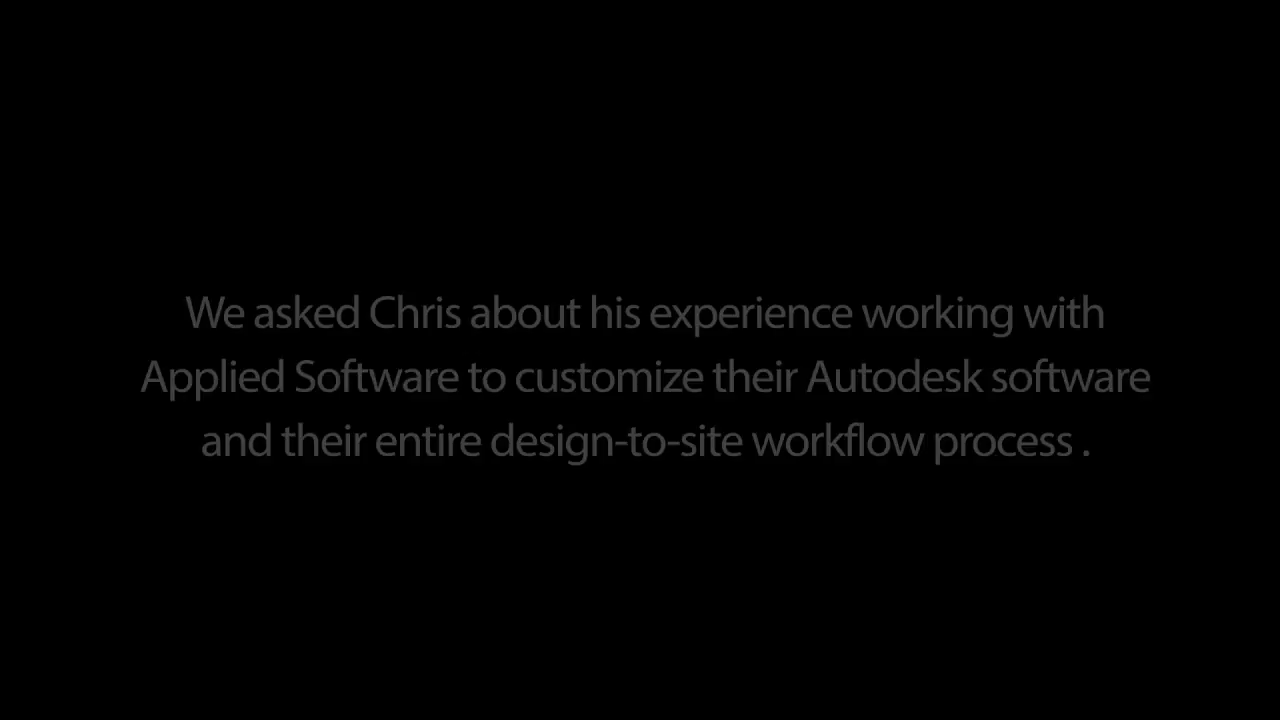 We asked Chris about his experience working with
Applied Software to customize their Autodesk software
and their entire design-to-site workflow process .